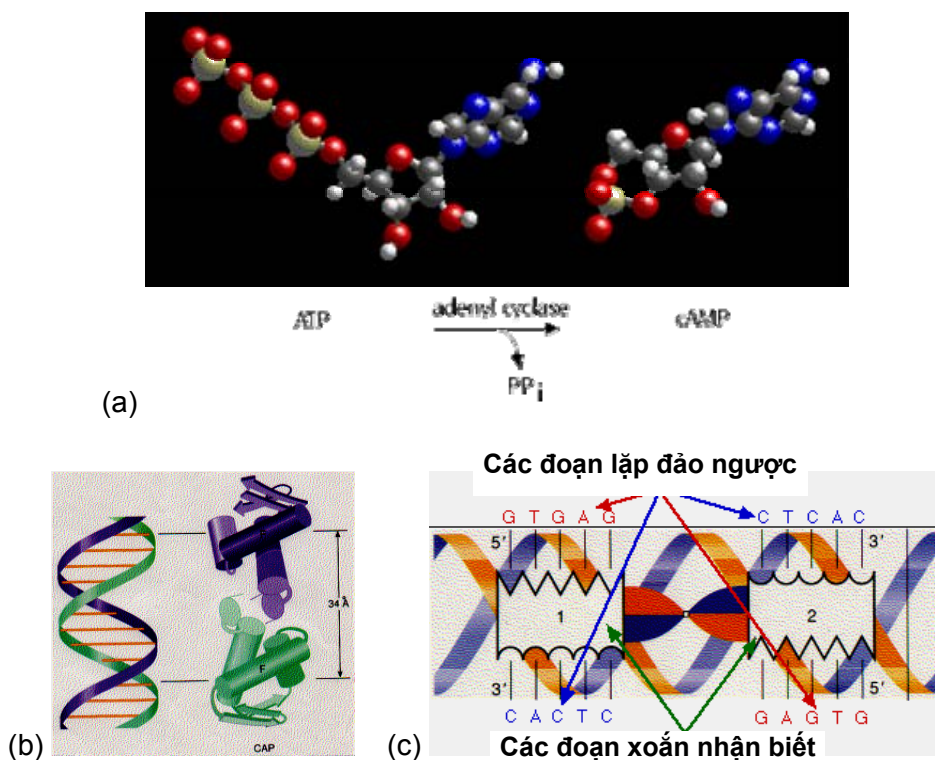 ATP
adenyl cyclase
cAMP
PPi
(a)
34 Å
F
F
CAP
(b)
Các đoạn lặp đảo ngược
G T G A G
C T C A C
5'
3'
1
2
3'
5'
C A C T C
G A G T G
Các đoạn xoắn nhận biết
(c)